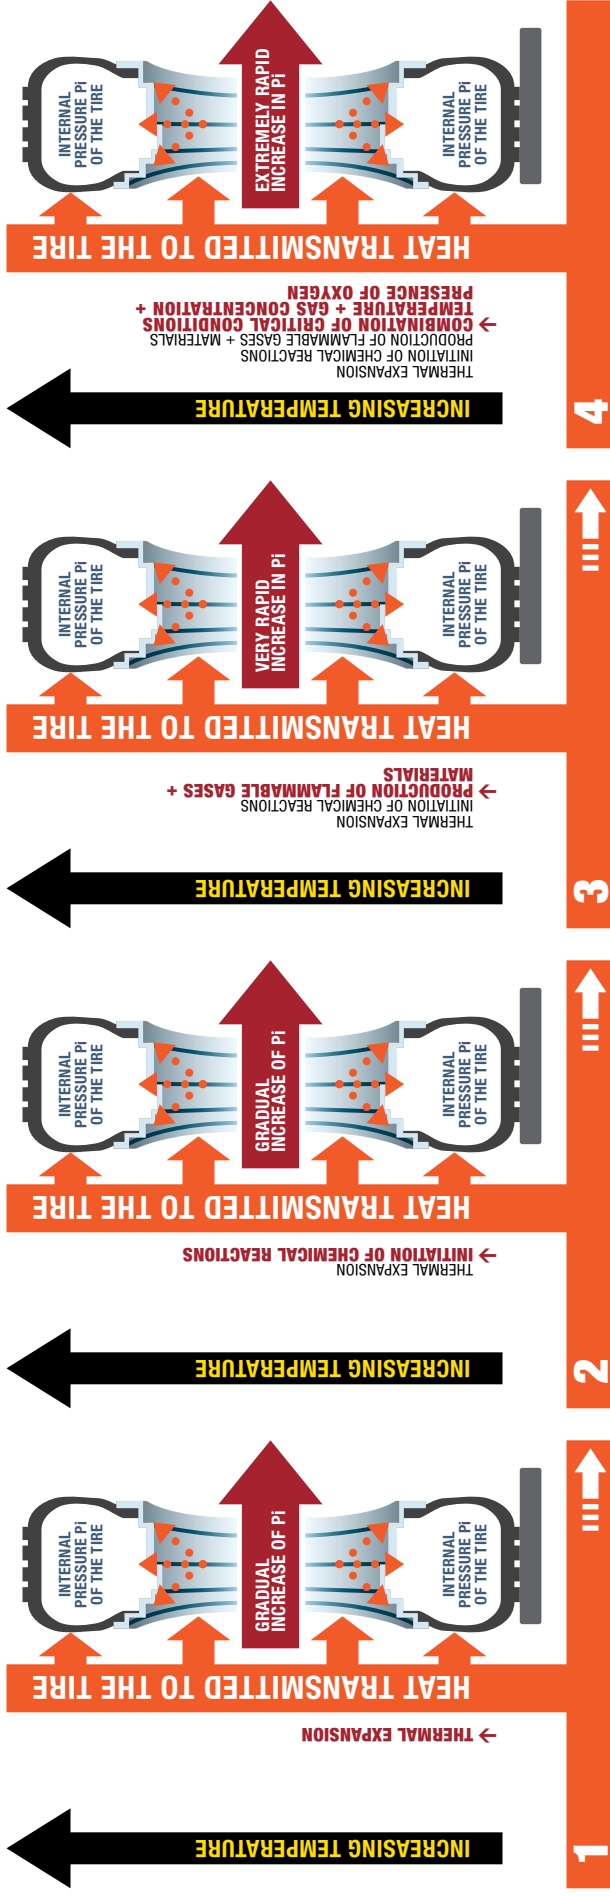 1
INCREASING TEMPERATURE
→ THERMAL EXPANSION
HEAT TRANSMITTED TO THE TIRE
INTERNAL
PRESSURE Pi
OF THE TIRE
GRADUAL
INCREASE OF Pi
INTERNAL
PRESSURE Pi
OF THE TIRE
2
INCREASING TEMPERATURE
THERMAL EXPANSION
→ INITIATION OF CHEMICAL REACTIONS
HEAT TRANSMITTED TO THE TIRE
INTERNAL
PRESSURE Pi
OF THE TIRE
GRADUAL
INCREASE OF Pi
INTERNAL
PRESSURE Pi
OF THE TIRE
3
INCREASING TEMPERATURE
THERMAL EXPANSION
INITIATION OF CHEMICAL REACTIONS
→ PRODUCTION OF FLAMMABLE GASES +
MATERIALS
HEAT TRANSMITTED TO THE TIRE
INTERNAL
PRESSURE Pi
OF THE TIRE
VERY RAPID
INCREASE IN Pi
INTERNAL
PRESSURE Pi
OF THE TIRE
4
INCREASING TEMPERATURE
THERMAL EXPANSION
INITIATION OF CHEMICAL REACTIONS
PRODUCTION OF FLAMMABLE GASES + MATERIALS
→ COMBINATION OF CRITICAL CONDITIONS
TEMPERATURE + GAS CONCENTRATION +
PRESENCE OF OXYGEN
HEAT TRANSMITTED TO THE TIRE
INTERNAL
PRESSURE Pi
OF THE TIRE
EXTREMELY RAPID
INCREASE IN Pi
INTERNAL
PRESSURE Pi
OF THE TIRE